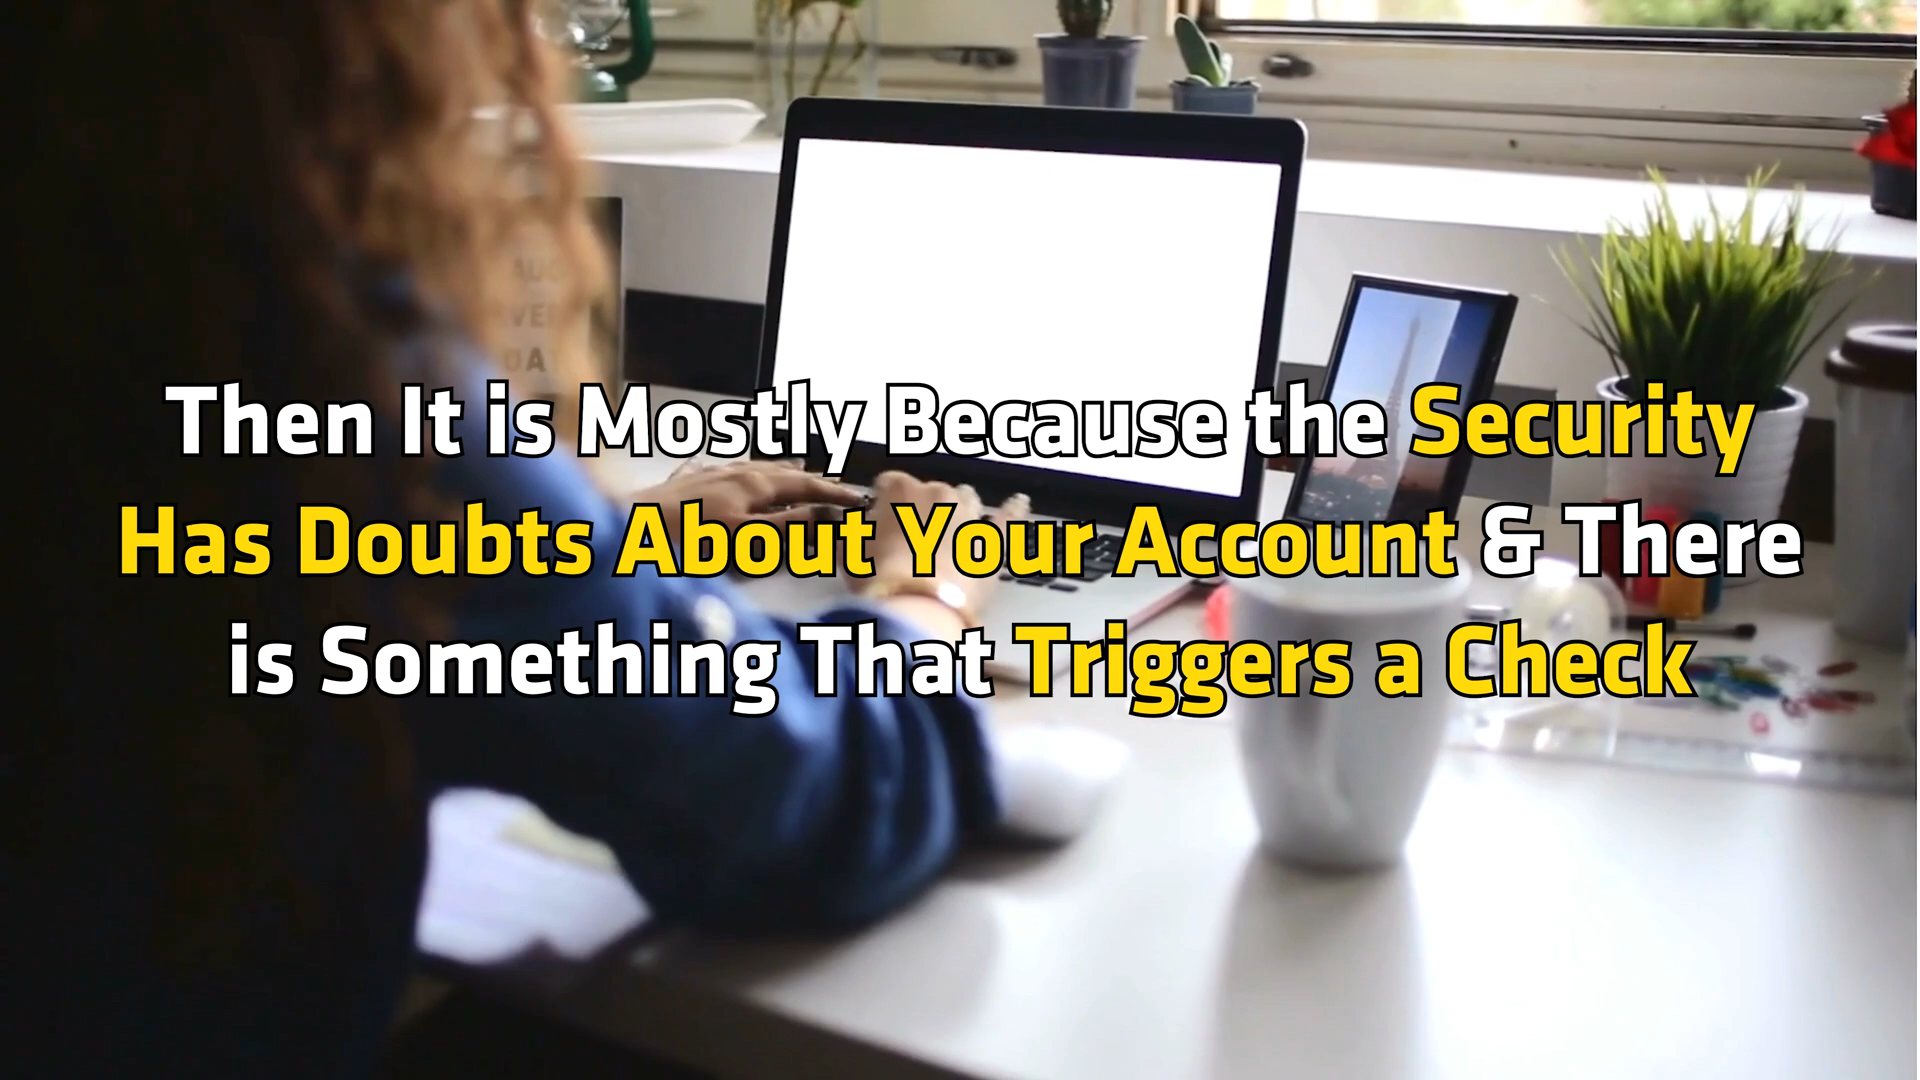 Then It is Mostly Because the Security
Has Doubts About Your Account & There
is Something That Triggers a Check